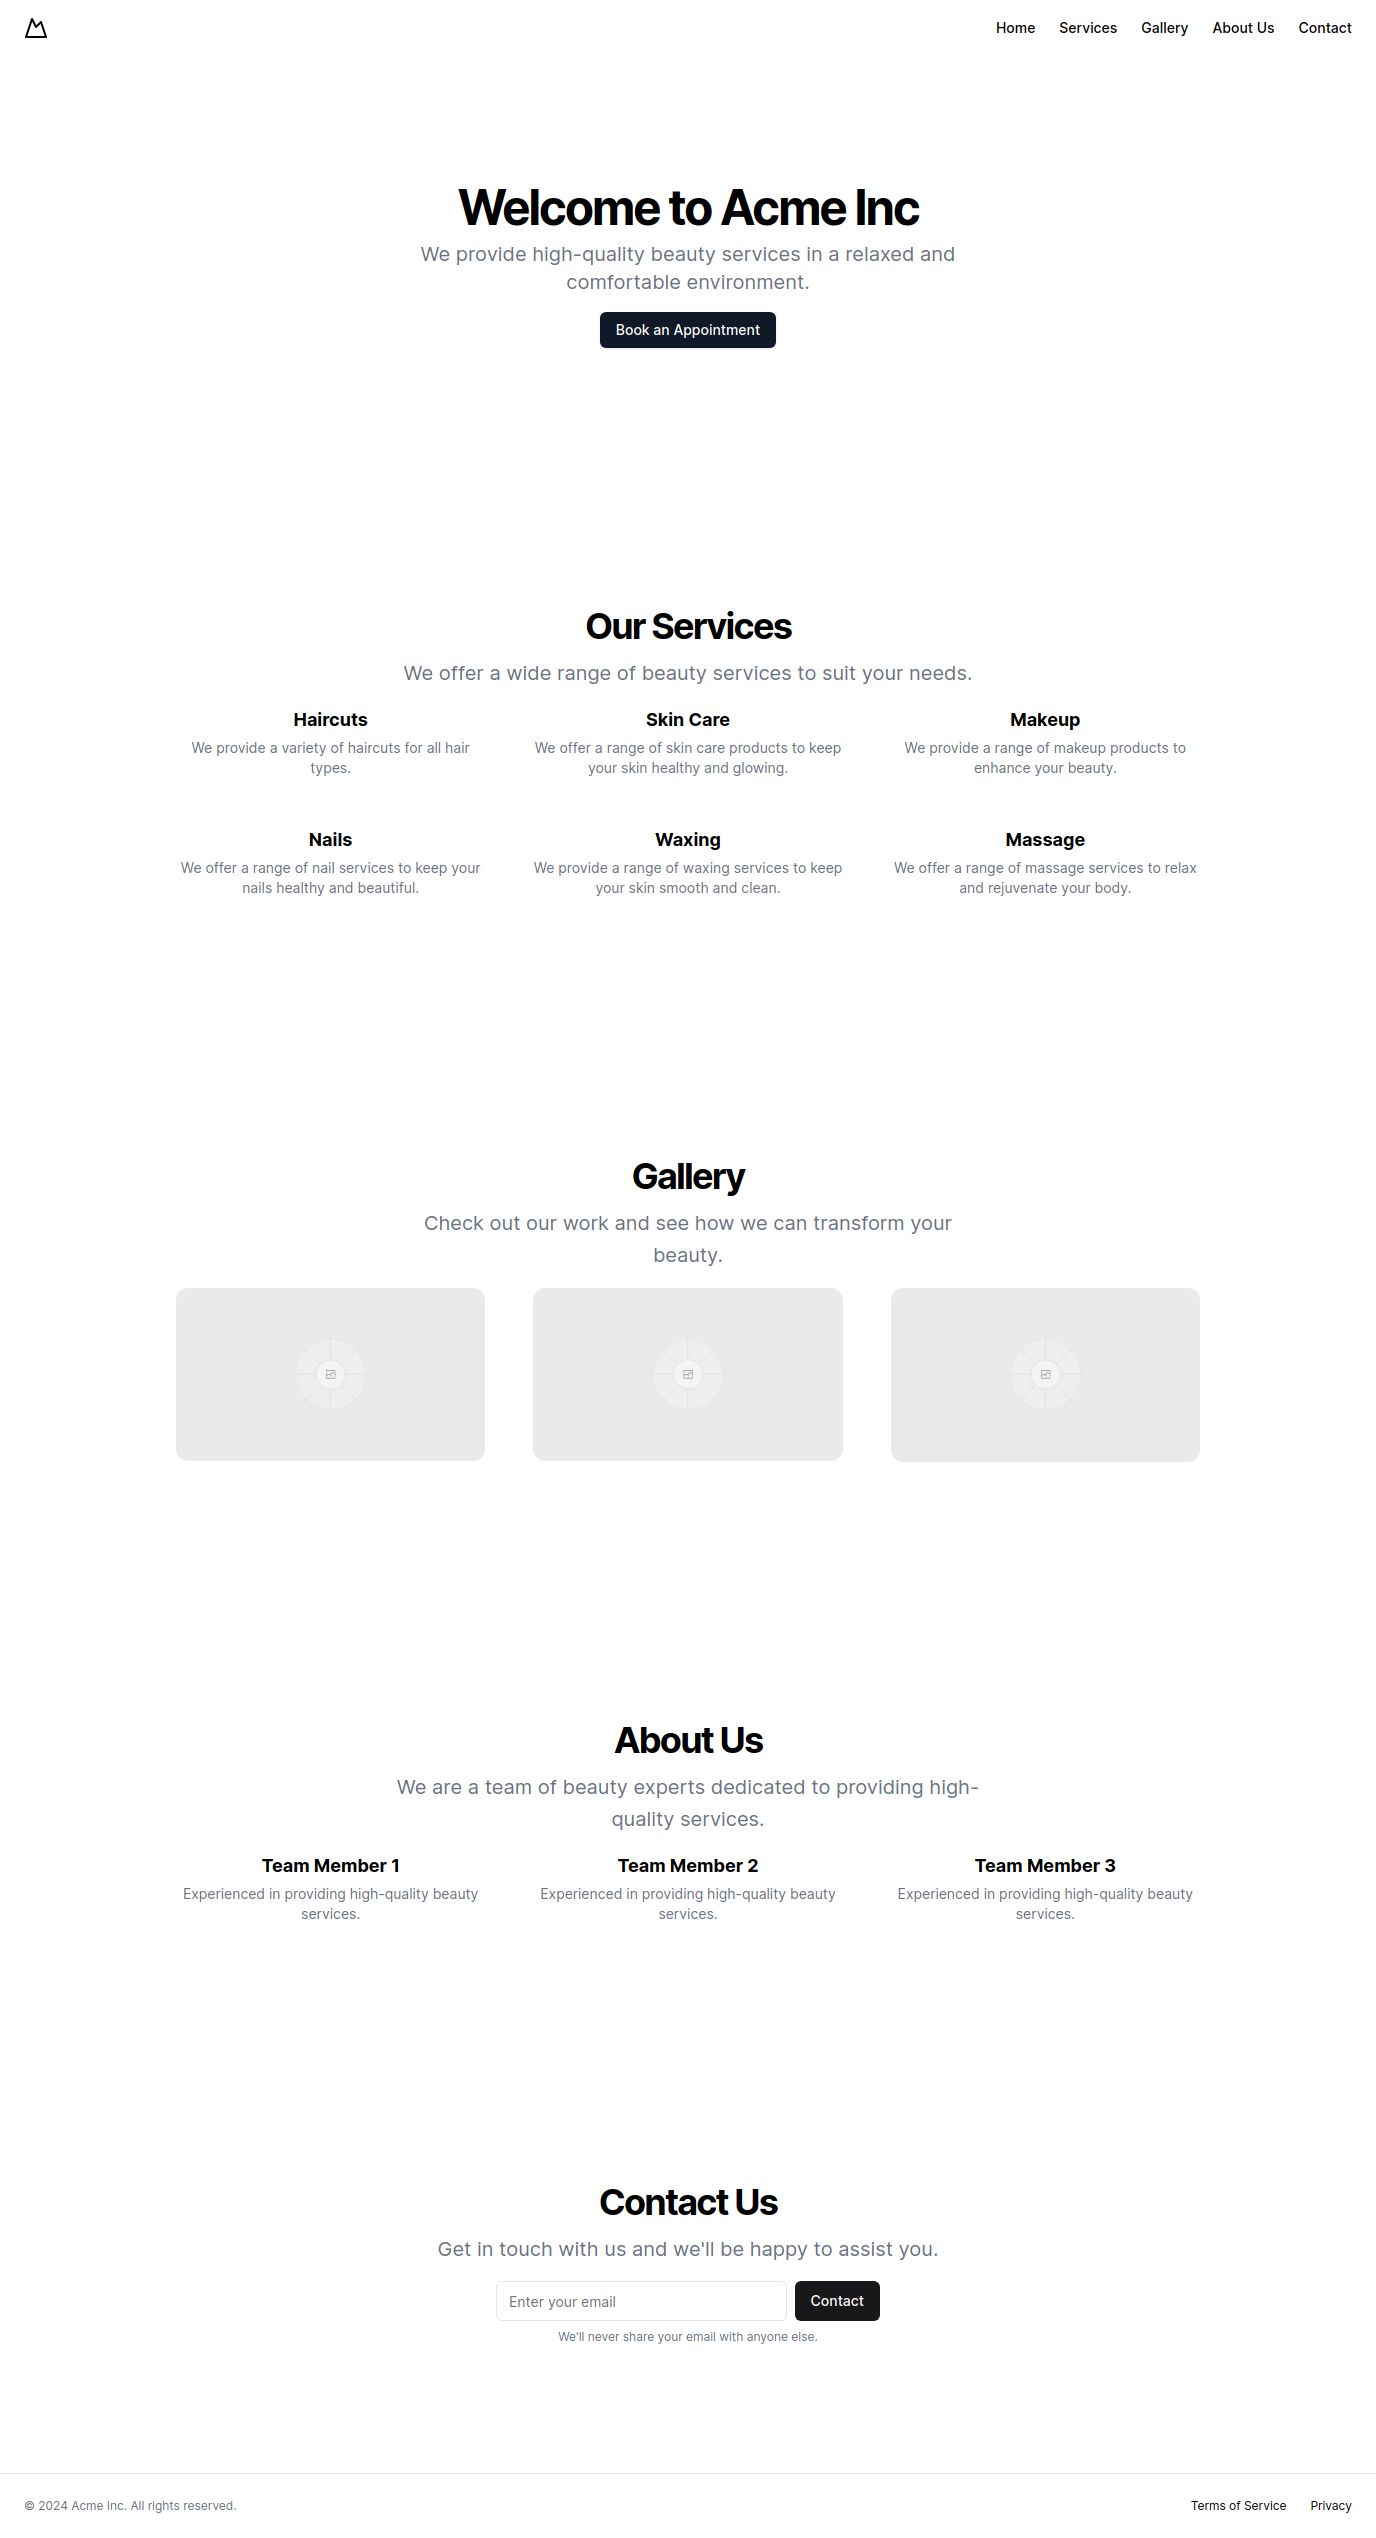 Home Services Gallery About Us Contact
Welcome to Acme Inc
We provide high-quality beauty services in a relaxed and
comfortable environment.
Book an Appointment
Our Services
We offer a wide range of beauty services to suit your needs.
Haircuts
We provide a variety of haircuts for all hair
types.
Skin Care
We offer a range of skin care products to keep
your skin healthy and glowing.
Makeup
We provide a range of makeup products to
enhance your beauty.
Nails
We offer a range of nail services to keep your
nails healthy and beautiful.
Waxing
We provide a range of waxing services to keep
your skin smooth and clean.
Massage
We offer a range of massage services to relax
and rejuvenate your body.
Gallery
Check out our work and see how we can transform your
beauty.
About Us
We are a team of beauty experts dedicated to providing high-
quality services.
Team Member 1
Experienced in providing high-quality beauty
services.
Team Member 2
Experienced in providing high-quality beauty
services.
Team Member 3
Experienced in providing high-quality beauty
services.
Contact Us
Get in touch with us and we'll be happy to assist you.
Enter your email
Contact
We'll never share your email with anyone else.
© 2024 Acme Inc. All rights reserved.
Terms of Service Privacy